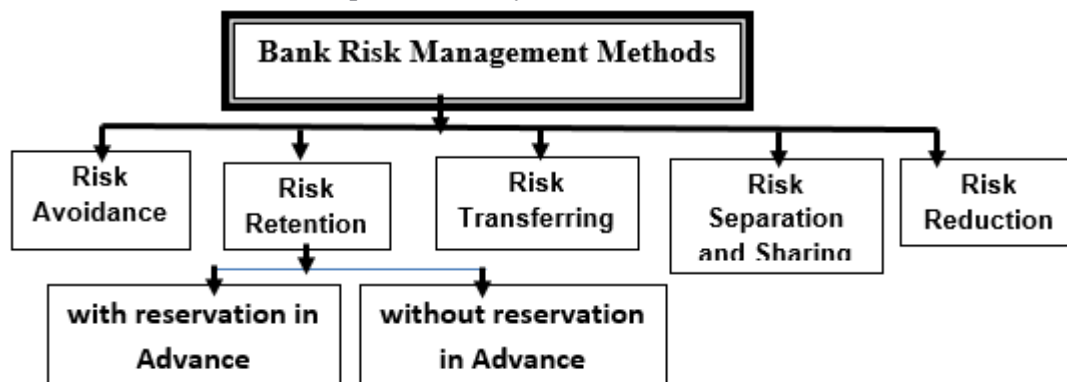 Bank Risk Management Methods
Risk
Avoidance
Risk
Retention
Risk
Transferring
Risk
Separation
and Sharing
Risk
Reduction
with reservation in
Advance
without reservation
in Advance